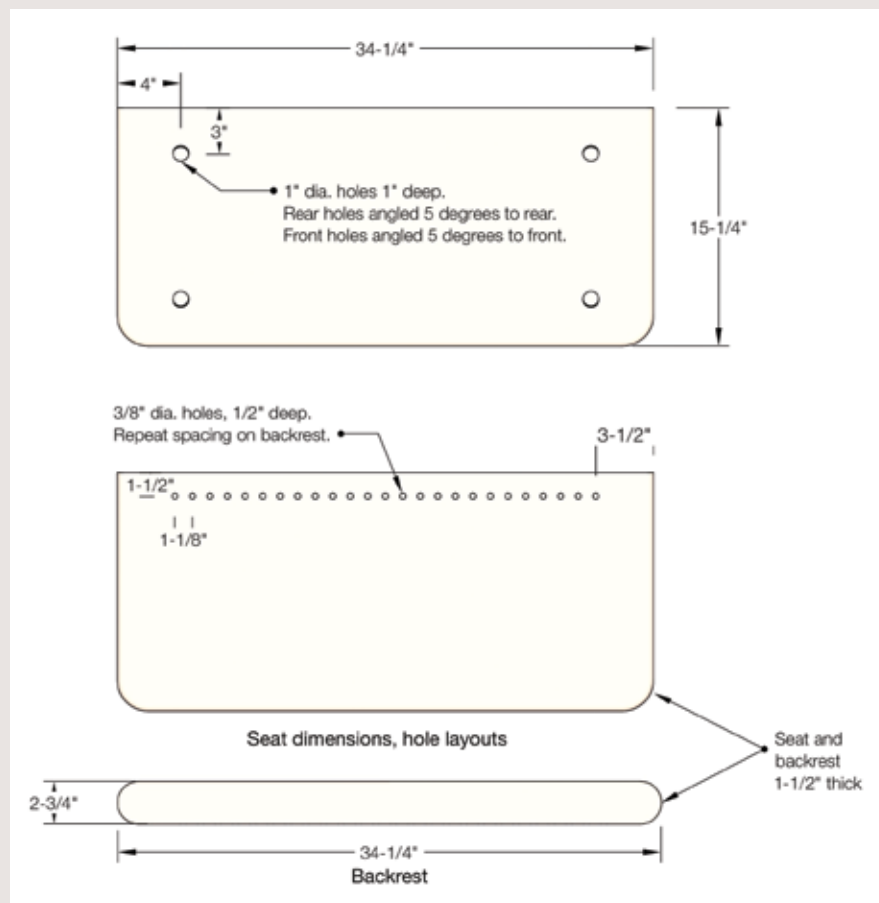 34-1/4"
4"
3"
1" dia. holes 1" deep.
Rear holes angled 5 degrees to rear.
Front holes angled 5 degrees to front.
15-1/4"
3/8" dia. holes, 1/2" deep.
Repeat spacing on backrest.
3-1/2"
1-1/2"
1-1/8"
Seat dimensions, hole layouts
Seat and
backrest
1-1/2" thick
2-3/4"
34-1/4"
Backrest